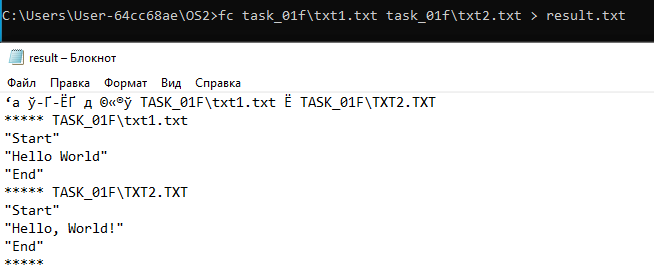 C:\Users\User-64cc68ae\OS2>fc task_01f\txt1.txt task_01f\txt2.txt > result.txt
result – Блокнот
Файл Правка Формат Вид Справка
‘а ў­Ґ­ЁҐ д ©«®ў TASK_01F\txt1.txt Ё TASK_01F\TXT2.TXT
***** TASK_01F\txt1.txt
"Start"
"Hello World"
"End"
***** TASK_01F\TXT2.TXT
"Start"
"Hello, World!"
"End"
*****